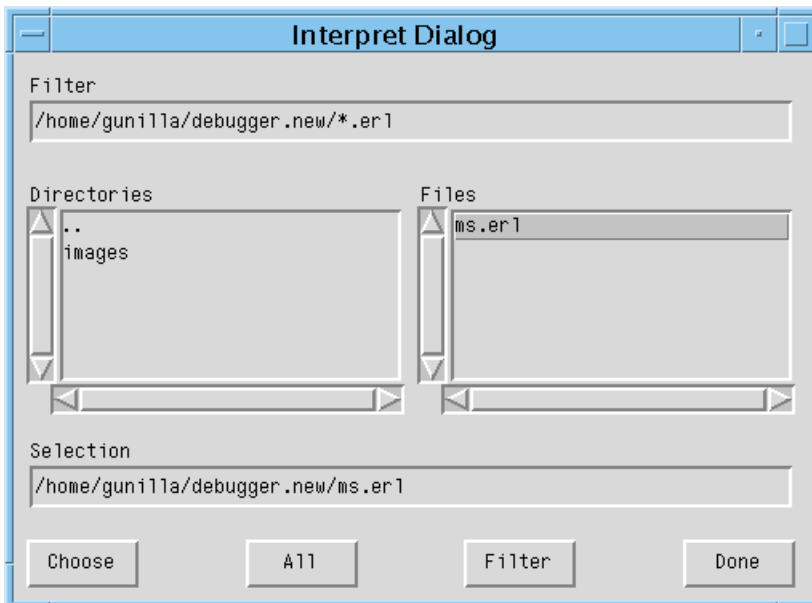 Interpret Dialog
Filter
/home/gunilla/debugger.new/*.erl
Directories
..
images
Files
ms.erl
Selection
/home/gunilla/debugger.new/ms.erl
Choose
All
Filter
Done